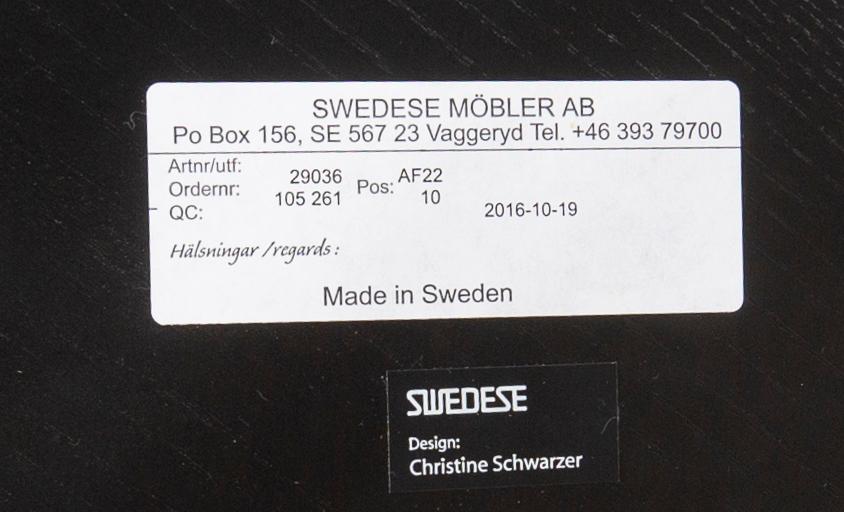 SWEDESE MÖBLER AB
Po Box 156, SE 567 23 Vaggeryd Tel. +46 393 79700
Artnr/utf: 29036 AF22
Ordernr: 105 261 Pos: 10
QC: 2016-10-19
Hälsningar /regards :
Made in Sweden
SWEDESE
Design:
Christine Schwarzer